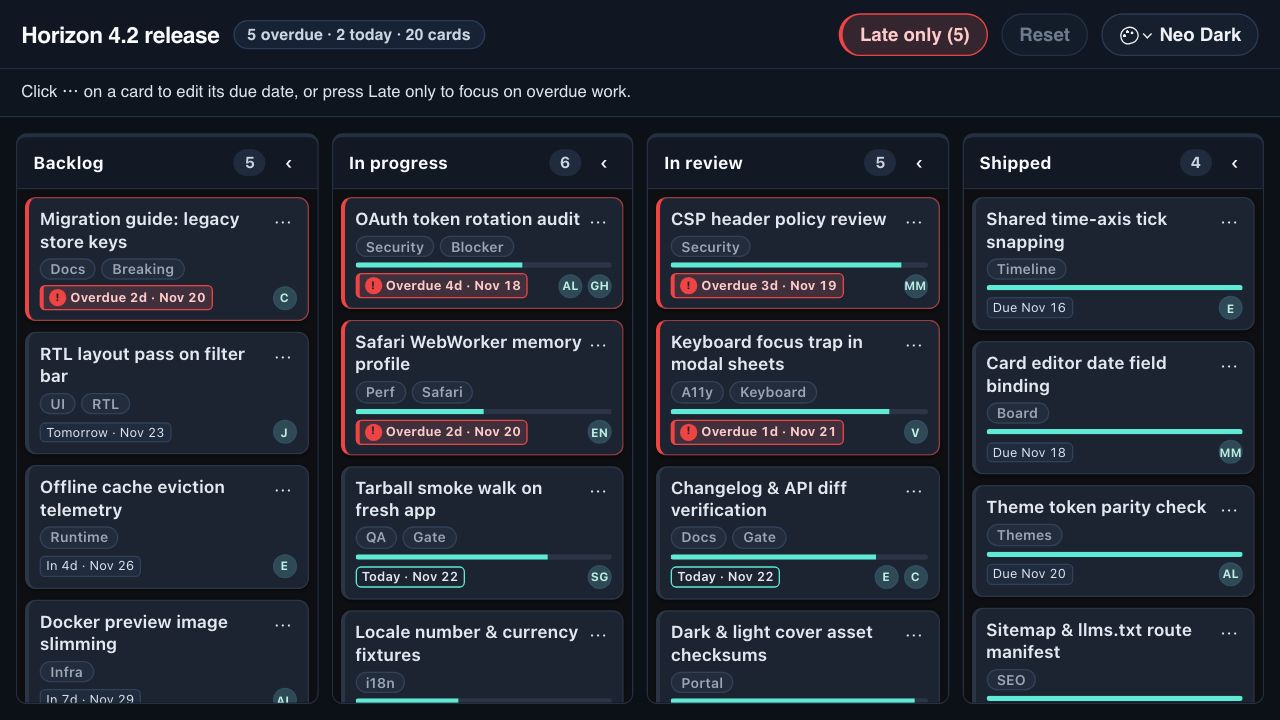 Horizon 4.2 release
5 overdue · 2 today · 20 cards
Late only (5)
Reset
Neo Dark
Click ··· on a card to edit its due date, or press Late only to focus on overdue work.
Backlog
5
Migration guide: legacy
store keys
Docs
Breaking
! Overdue 2d · Nov 20
C
RTL layout pass on filter
bar
UI
RTL
Tomorrow · Nov 23
J
Offline cache eviction
telemetry
Runtime
In 4d · Nov 26
E
Docker preview image
slimming
Infra
In 7d · Nov 29
AL
In progress
6
OAuth token rotation audit
Security
Blocker
! Overdue 4d · Nov 18
AL
GH
Safari WebWorker memory
profile
Perf
Safari
! Overdue 2d · Nov 20
EN
Tarball smoke walk on
fresh app
QA
Gate
Today · Nov 22
SG
Locale number & currency
fixtures
i18n
In review
5
CSP header policy review
Security
! Overdue 3d · Nov 19
MM
Keyboard focus trap in
modal sheets
A11y
Keyboard
! Overdue 1d · Nov 21
V
Changelog & API diff
verification
Docs
Gate
Today · Nov 22
E
C
Dark & light cover asset
checksums
Portal
Shipped
4
Shared time-axis tick
snapping
Timeline
Due Nov 16
E
Card editor date field
binding
Board
Due Nov 18
MM
Theme token parity check
Themes
Due Nov 20
AL
Sitemap & llms.txt route
manifest
SEO